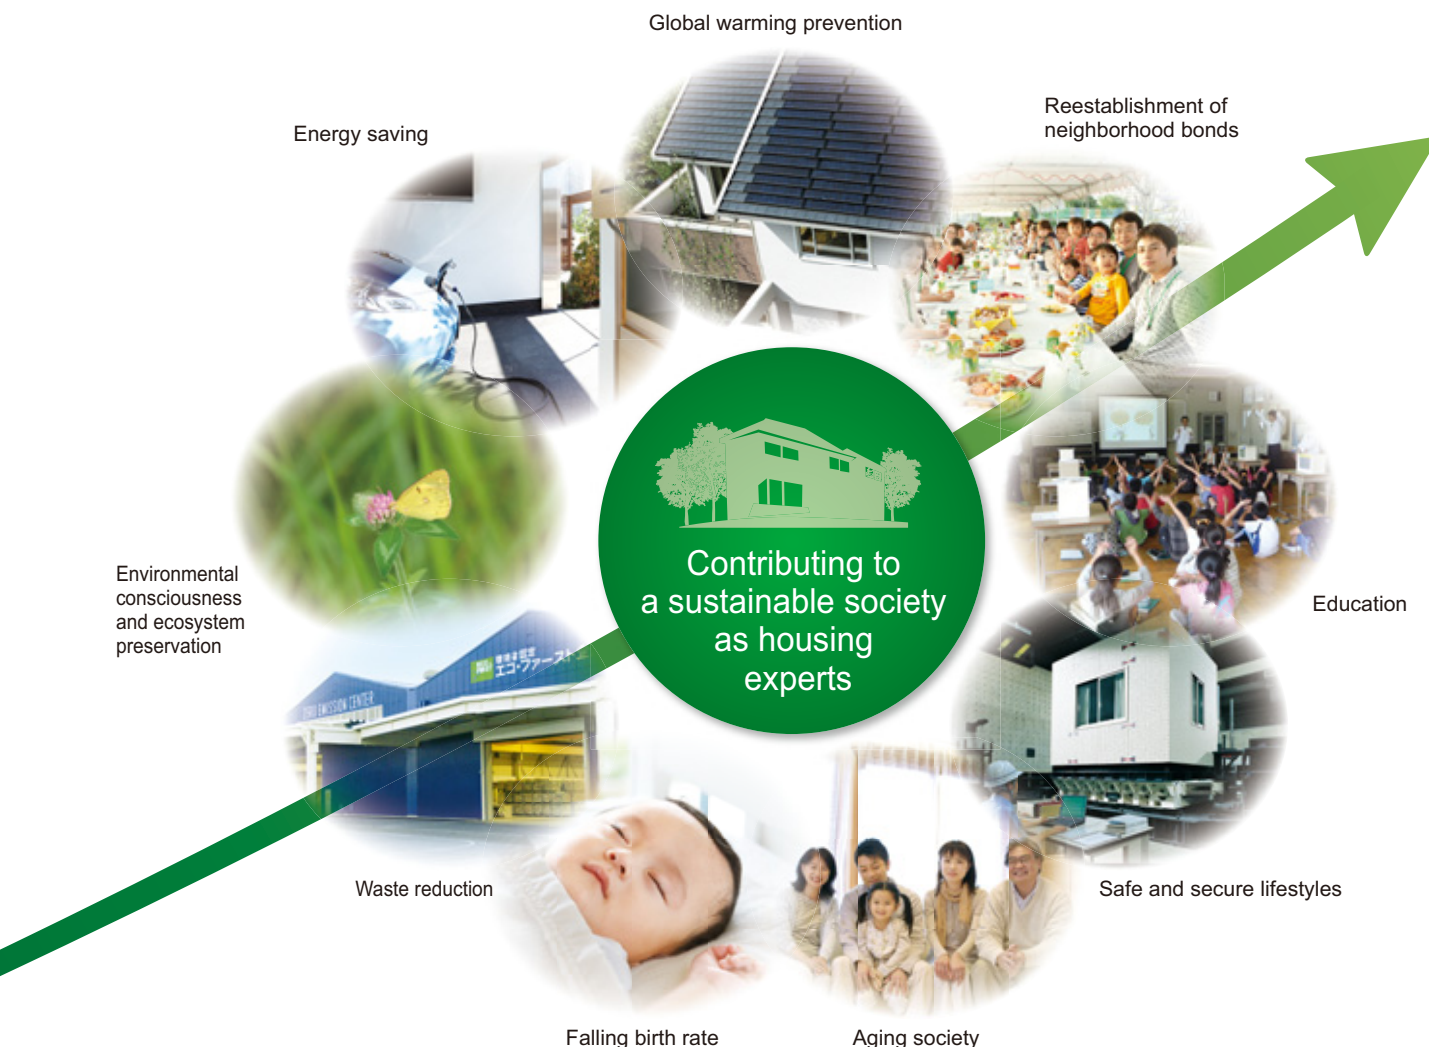 Global warming prevention
Reestablishment of
neighborhood bonds
Energy saving
Contributing to
a sustainable society
as housing
experts
Environmental
consciousness
and ecosystem
preservation
Education
エコ・ファースト
EMISSION CENTER
Waste reduction
Safe and secure lifestyles
Falling birth rate
Aging society